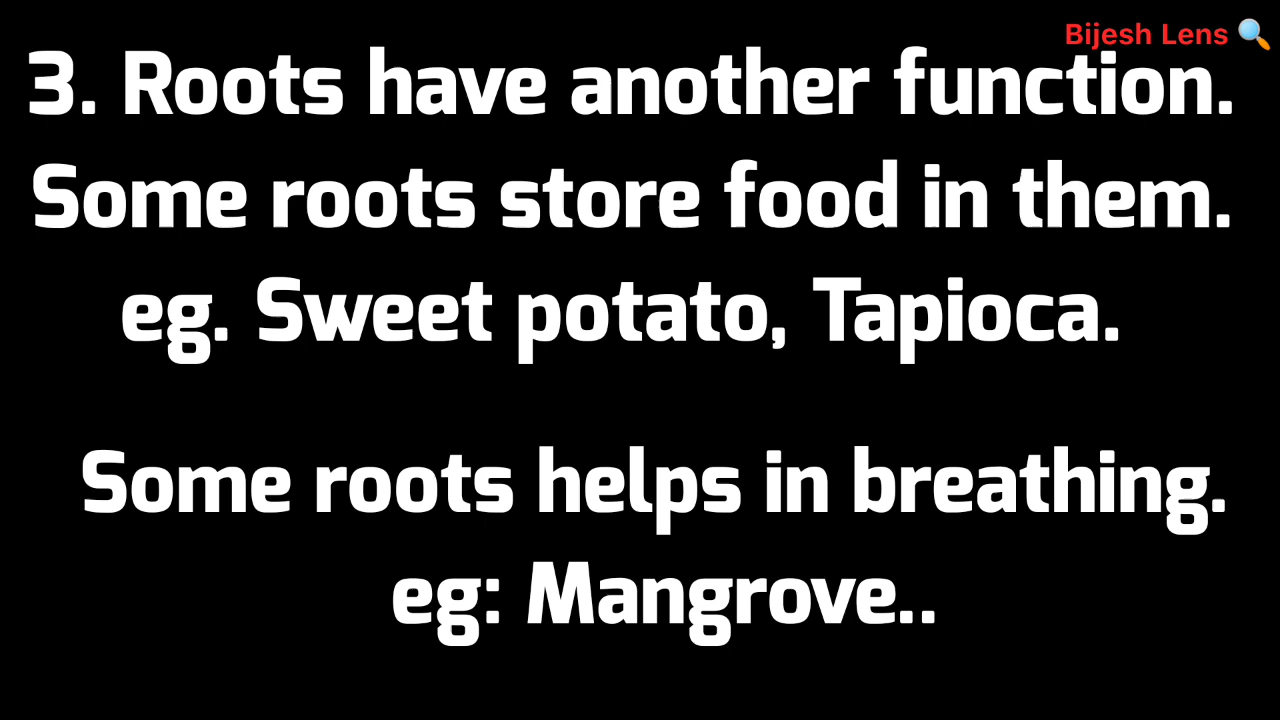 Bijesh Lens
3. Roots have another function.
Some roots store food in them.
eg. Sweet potato, Tapioca.
Some roots helps in breathing.
eg: Mangrove..